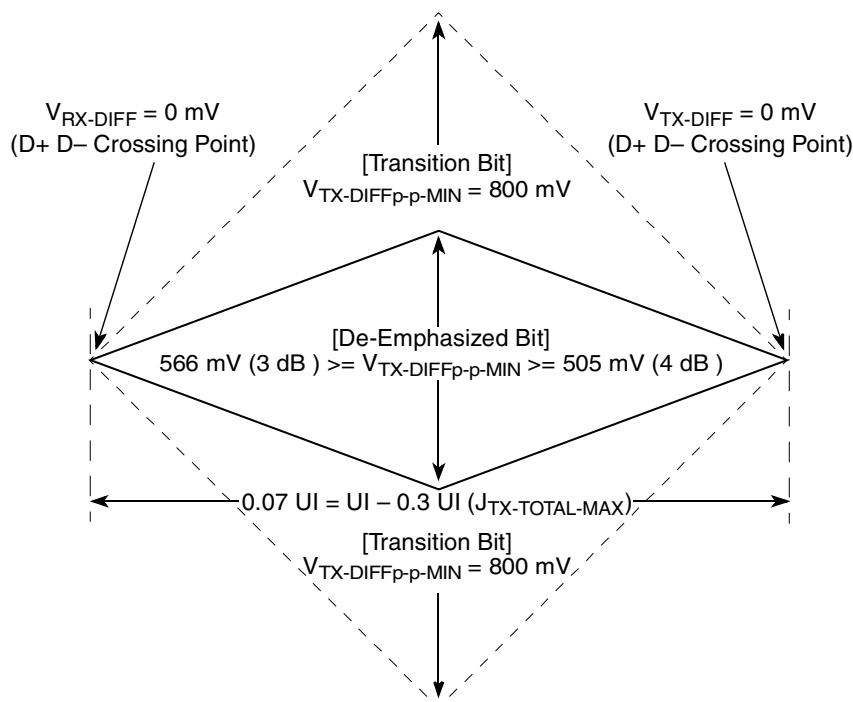 V_RX-DIFF = 0 mV
(D+ D– Crossing Point)
V_TX-DIFF = 0 mV
(D+ D– Crossing Point)
[Transition Bit]
V_TX-DIFFp-p-MIN = 800 mV
[De-Emphasized Bit]
566 mV (3 dB ) >= V_TX-DIFFp-p-MIN >= 505 mV (4 dB )
0.07 UI = UI – 0.3 UI (J_TX-TOTAL-MAX)
[Transition Bit]
V_TX-DIFFp-p-MIN = 800 mV